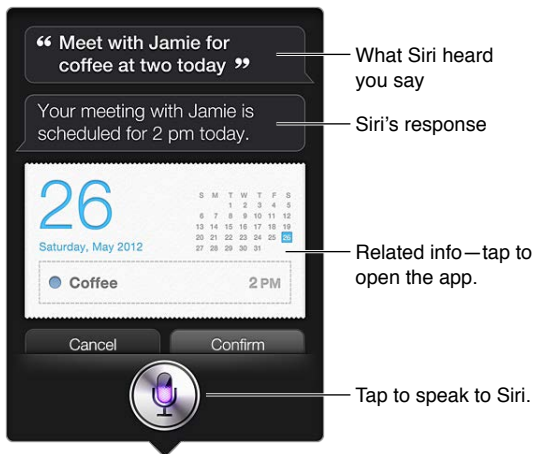 “ Meet with Jamie for
coffee at two today ”
What Siri heard
you say
Your meeting with Jamie is
scheduled for 2 pm today.
Siri’s response
26
Saturday, May 2012
S M T W T F S
1 2 3 4 5
6 7 8 9 10 11 12
13 14 15 16 17 18 19
20 21 22 23 24 25 26
27 28 29 30 31
Related info—tap to
open the app.
Coffee 2 PM
Cancel Confirm
Tap to speak to Siri.